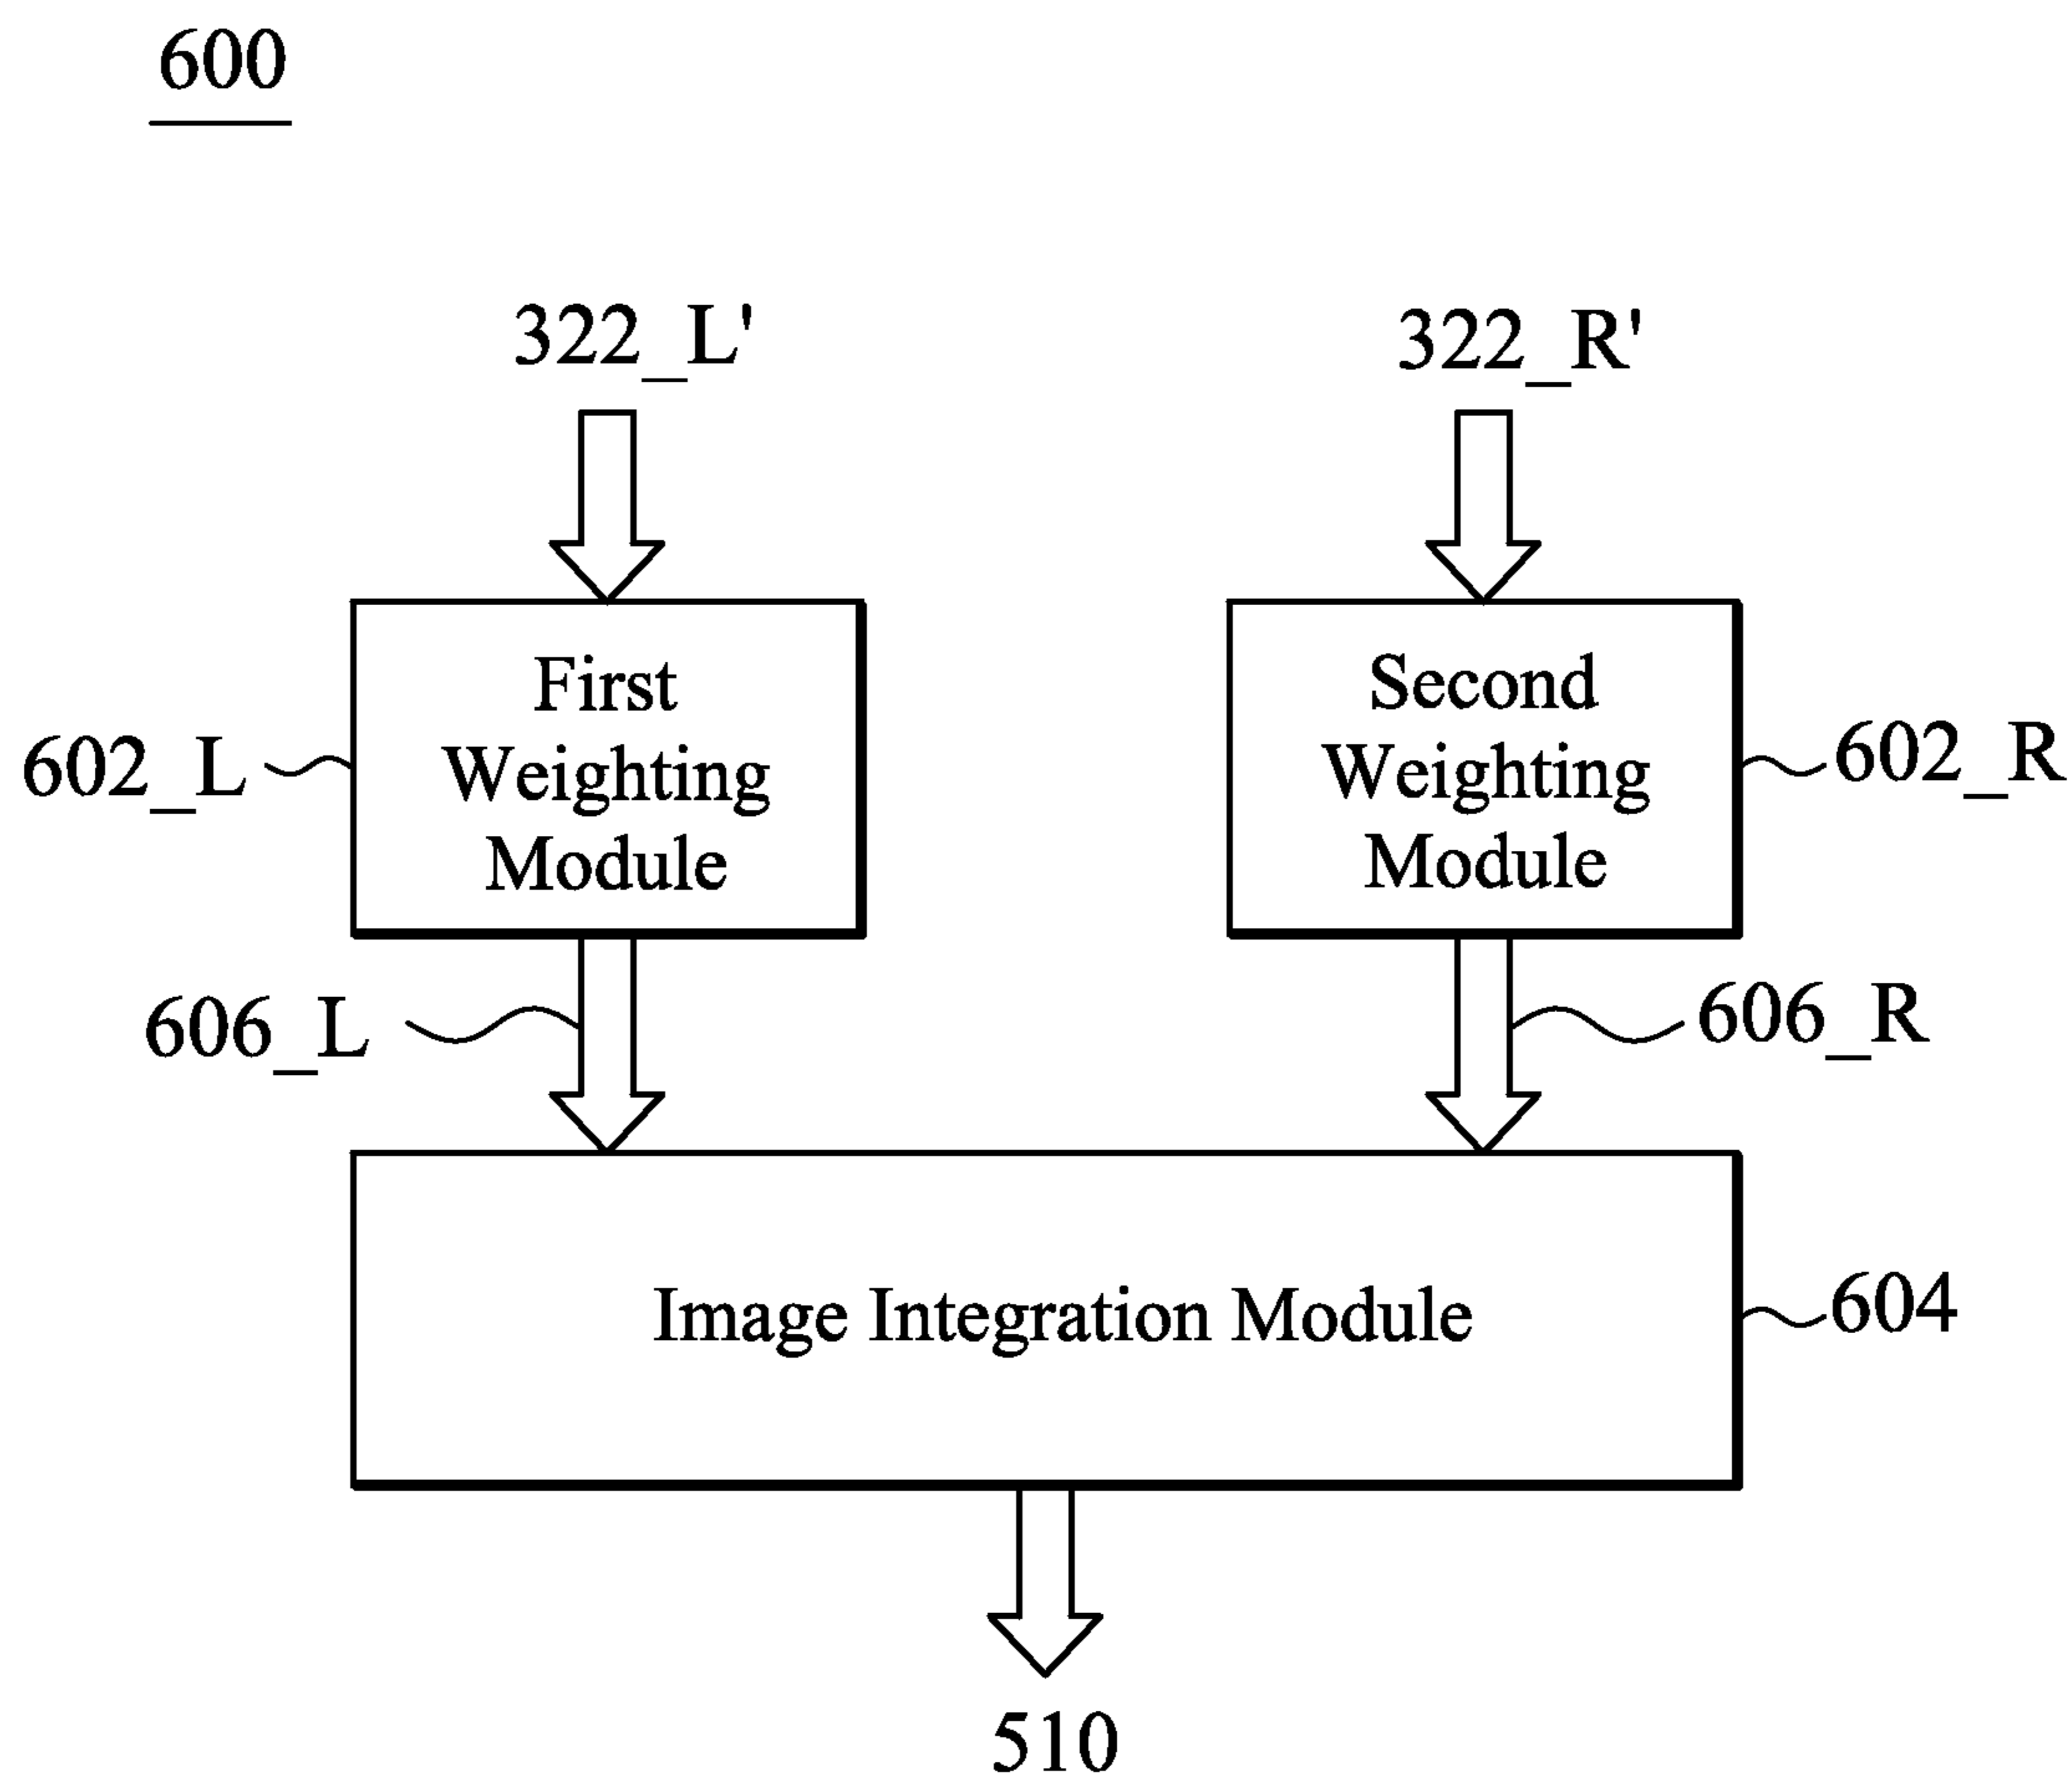 600
322_L'
322_R'
First
Weighting
Module
Second
Weighting
Module
602_L
602_R
606_L
606_R
Image Integration Module
604
510